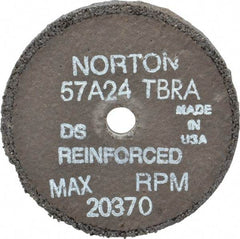 NORTON
57A24 TBRA
MADE
IN
USA
DS
REINFORCED
MAX RPM
20370